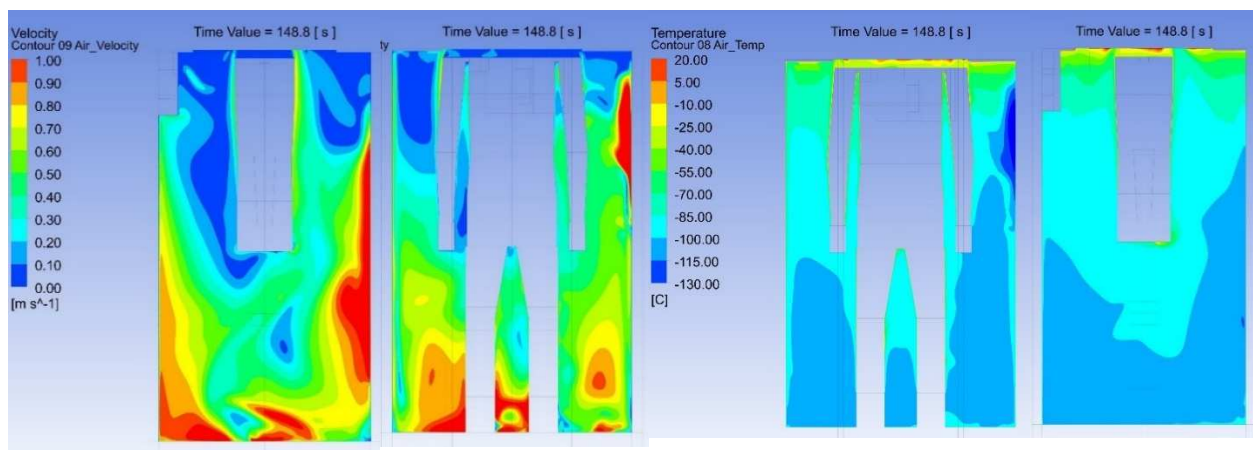 Velocity
Contour 09 Air_Velocity
1.00
0.90
0.80
0.70
0.60
0.50
0.40
0.30
0.20
0.10
0.00
[m s^-1]
Time Value = 148.8 [ s ]
ty
Time Value = 148.8 [ s ]
Temperature
Contour 08 Air_Temp
20.00
5.00
-10.00
-25.00
-40.00
-55.00
-70.00
-85.00
-100.00
-115.00
-130.00
[C]
Time Value = 148.8 [ s ]
Time Value = 148.8 [ s ]